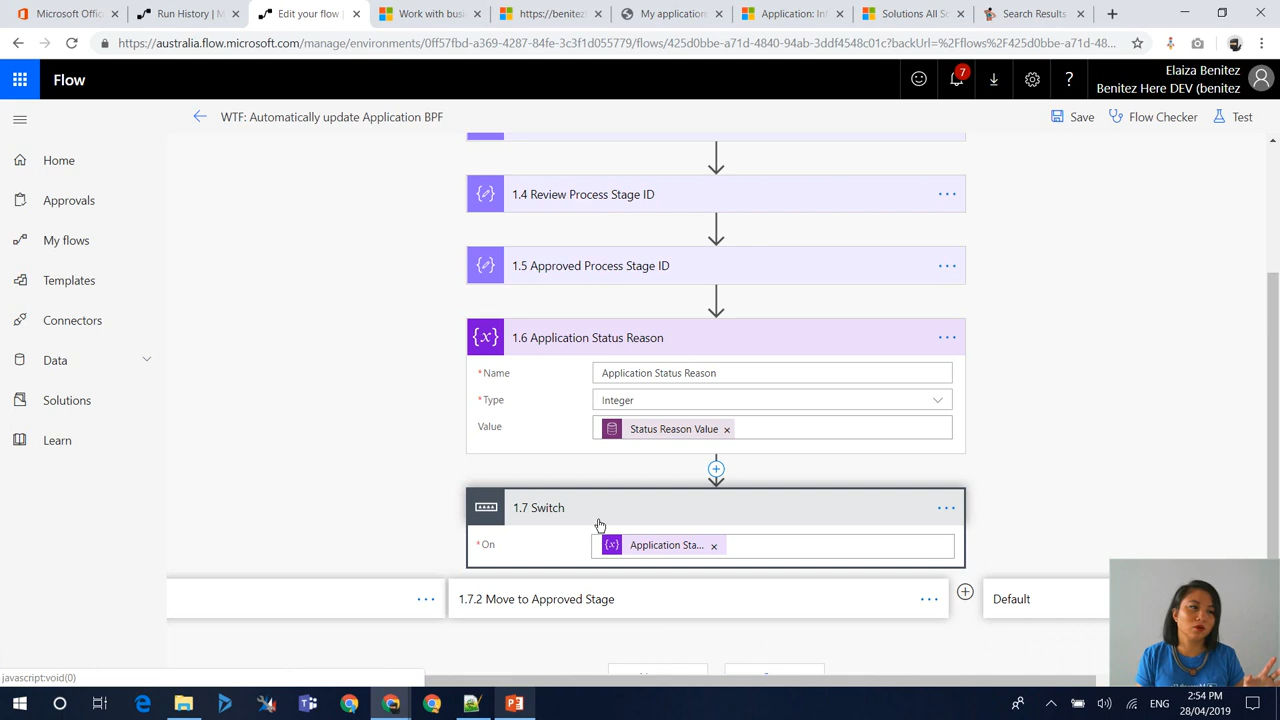 Microsoft Offic
Run History | M
Edit your flow |
Work with busi
https://benitez
My application
Application: Inf
Solutions All So
Search Results
https://australia.flow.microsoft.com/manage/environments/0ff57fbd-a369-4287-84fe-3c3f1d055779/flows/425d0bbe-a71d-4840-94ab-3ddf4548c01c?backUrl=%2Fflows%2F425d0bbe-a71d-48...
Flow
7
?
Elaiza Benitez
Benitez Here DEV (benitez
WTF: Automatically update Application BPF
Save
Flow Checker
Test
Home
Approvals
My flows
Templates
Connectors
Data
Solutions
Learn
1.4 Review Process Stage ID
1.5 Approved Process Stage ID
{x} 1.6 Application Status Reason
*Name
Application Status Reason
*Type
Integer
Value
Status Reason Value x
1.7 Switch
*On
{x} Application Sta... x
1.7.2 Move to Approved Stage
Default
javascript:void(0)
2:54 PM
28/04/2019